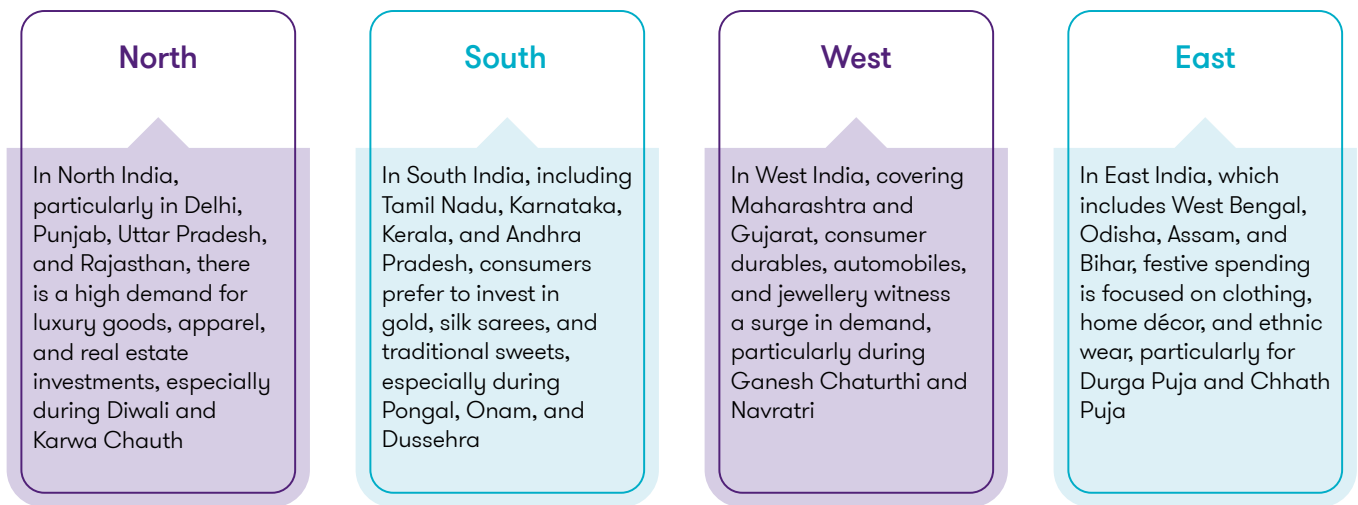 North
In North India,
particularly in Delhi,
Punjab, Uttar Pradesh,
and Rajasthan, there
is a high demand for
luxury goods, apparel,
and real estate
investments, especially
during Diwali and
Karwa Chauth
South
In South India, including
Tamil Nadu, Karnataka,
Kerala, and Andhra
Pradesh, consumers
prefer to invest in
gold, silk sarees, and
traditional sweets,
especially during
Pongal, Onam, and
Dussehra
West
In West India, covering
Maharashtra and
Gujarat, consumer
durables, automobiles,
and jewellery witness
a surge in demand,
particularly during
Ganesh Chaturthi and
Navratri
East
In East India, which
includes West Bengal,
Odisha, Assam, and
Bihar, festive spending
is focused on clothing,
home décor, and ethnic
wear, particularly for
Durga Puja and Chhath
Puja